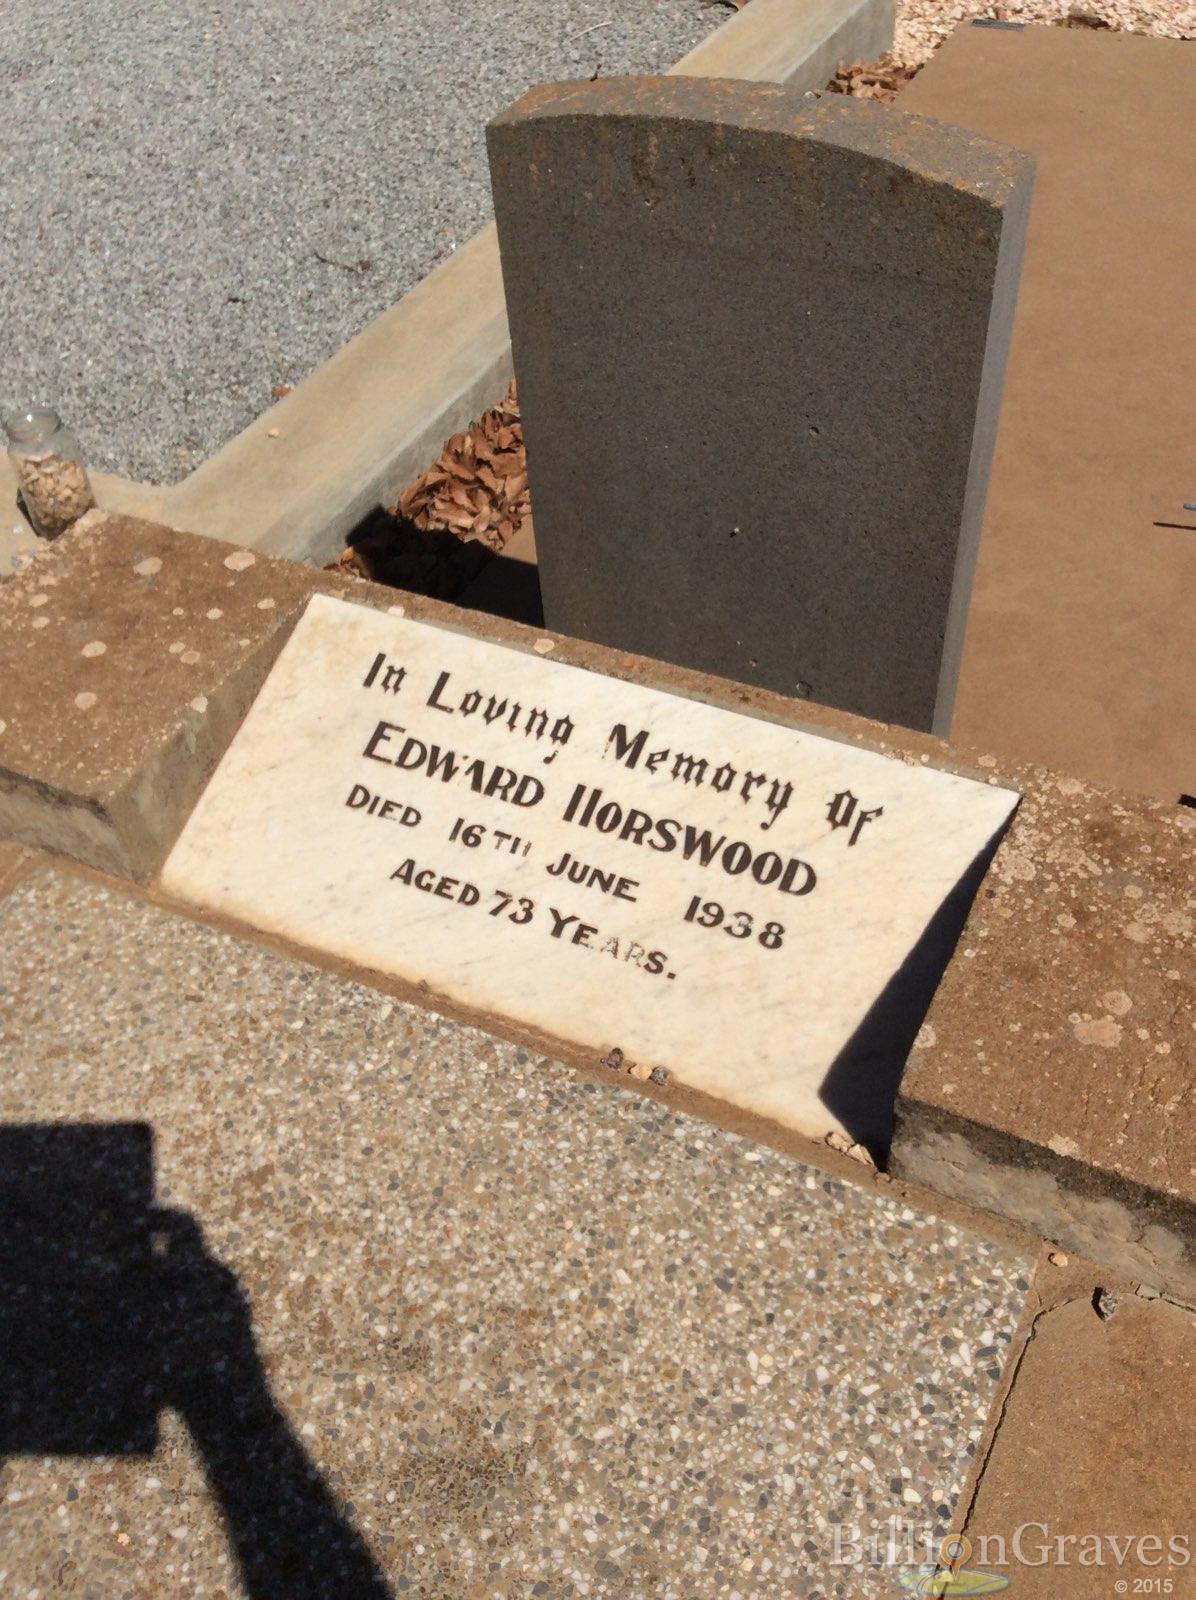 In Loving Memory Of
EDWARD HORSWOOD
DIED 16TH JUNE 1938
AGED 73 YEARS.
BillionGraves
© 2015